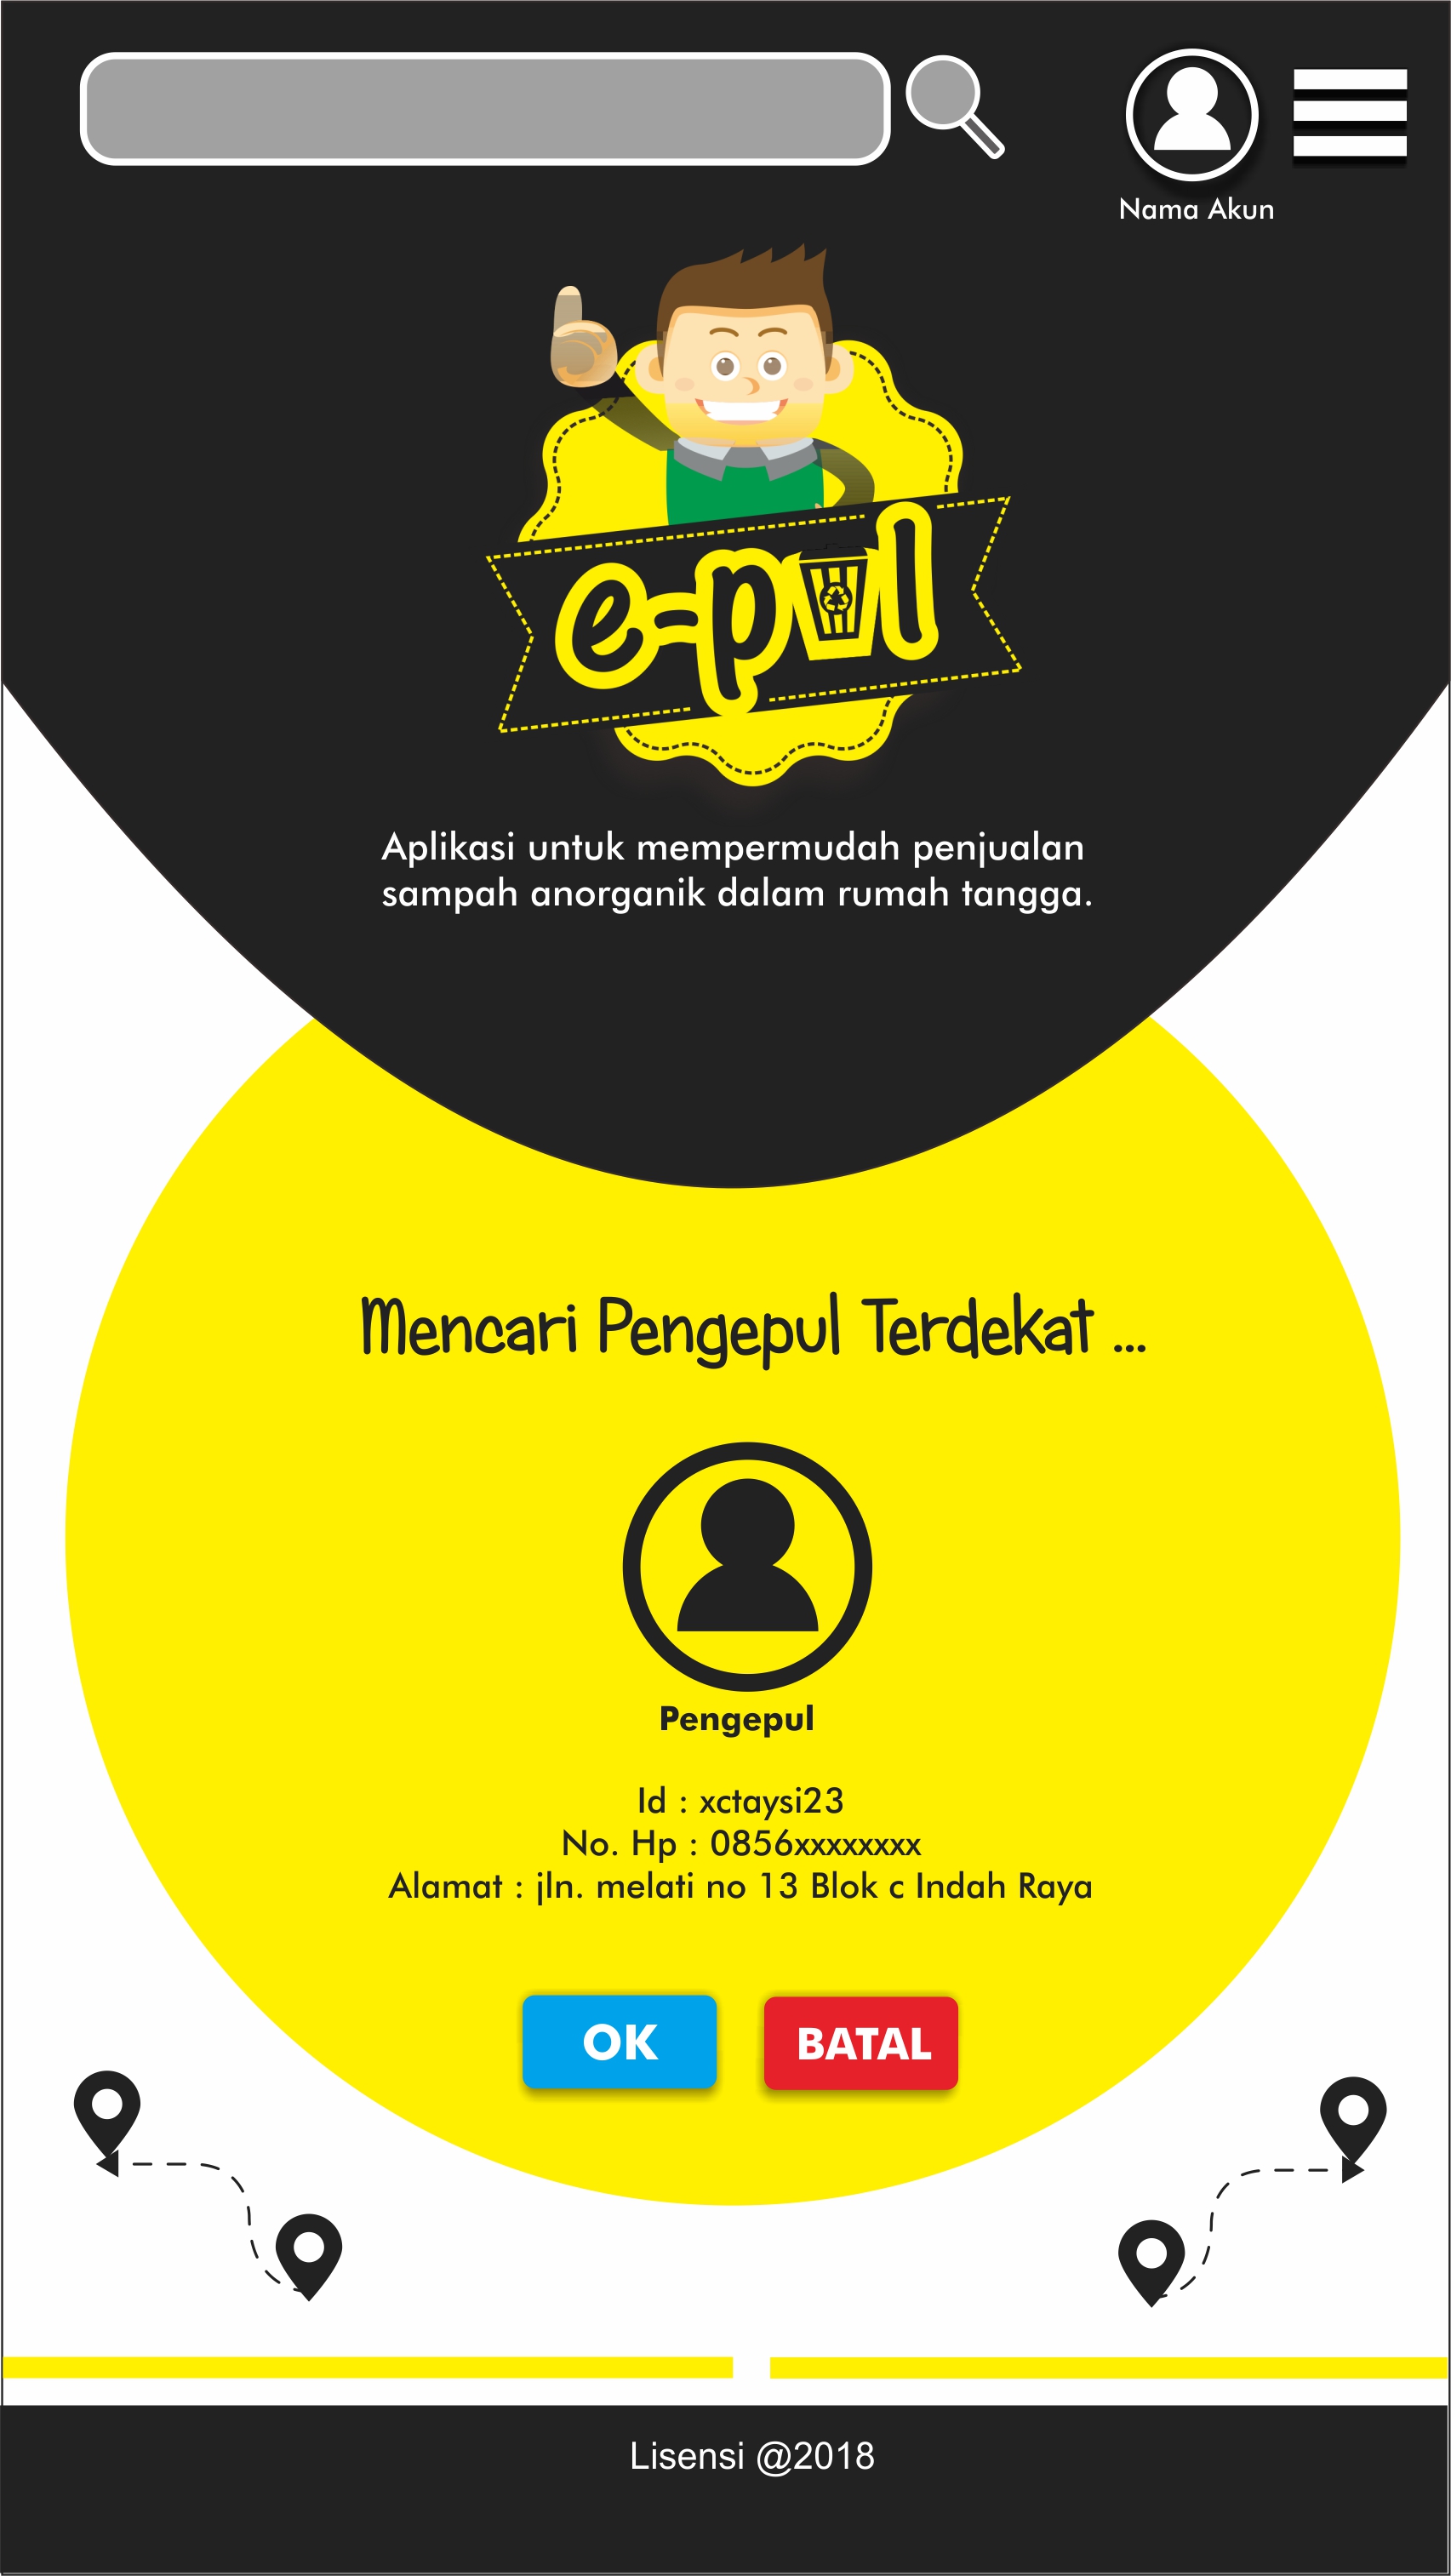 Nama Akun
e-pul
Aplikasi untuk mempermudah penjualan
sampah anorganik dalam rumah tangga.
Mencari Pengepul Terdekat ...
Pengepul
Id : xctaysi23
No. Hp : 0856xxxxxxxx
Alamat : jln. melati no 13 Blok c Indah Raya
OK BATAL
Lisensi @2018